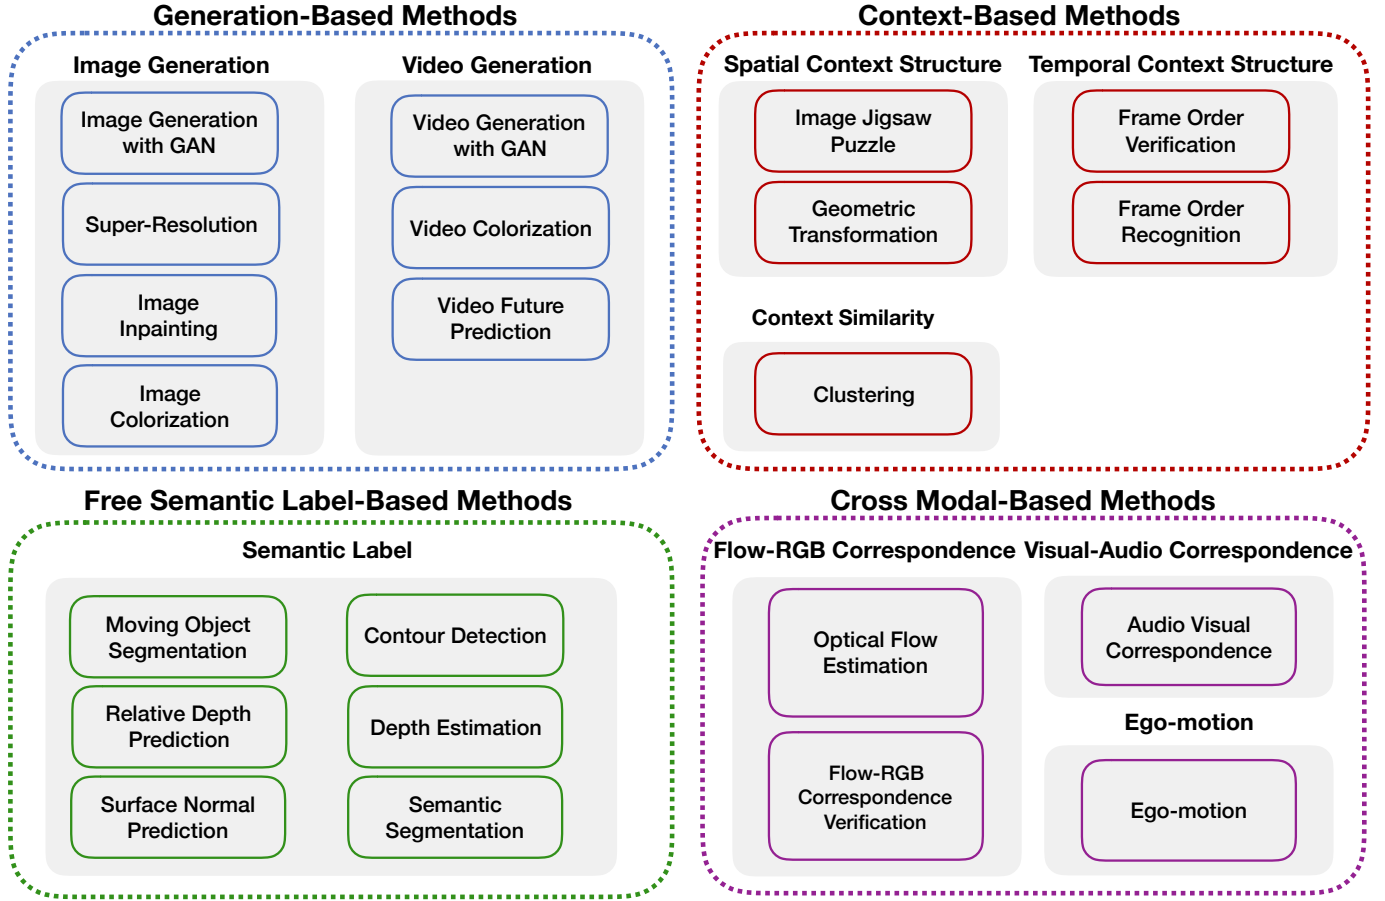 Generation-Based Methods
Image Generation
Image Generation
with GAN
Super-Resolution
Image
Inpainting
Image
Colorization
Video Generation
Video Generation
with GAN
Video Colorization
Video Future
Prediction
Context-Based Methods
Spatial Context Structure
Image Jigsaw
Puzzle
Geometric
Transformation
Temporal Context Structure
Frame Order
Verification
Frame Order
Recognition
Context Similarity
Clustering
Free Semantic Label-Based Methods
Semantic Label
Moving Object
Segmentation
Contour Detection
Relative Depth
Prediction
Depth Estimation
Surface Normal
Prediction
Semantic
Segmentation
Cross Modal-Based Methods
Flow-RGB Correspondence
Optical Flow
Estimation
Flow-RGB
Correspondence
Verification
Visual-Audio Correspondence
Audio Visual
Correspondence
Ego-motion
Ego-motion